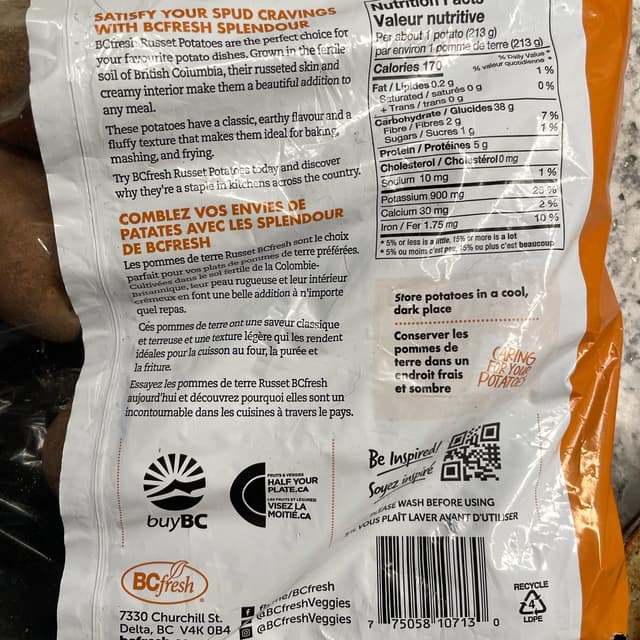 SATISFY YOUR SPUD CRAVINGS
WITH BCFRESH SPLENDOUR
BCfresh Russet Potatoes are the perfect choice for
your favourite potato dishes. Grown in the fertile
soil of British Columbia, their russeted skin and
creamy interior make them a beautiful addition to
any meal.
These potatoes have a classic, earthy flavour and a
fluffy texture that makes them ideal for baking,
mashing, and frying.
Try BCfresh Russet Potatoes today and discover
why they're a staple in kitchens across the country.
COMBLEZ VOS ENVIES DE
PATATES AVEC LES SPLENDOUR
DE BCFRESH
Les pommes de terre Russet BCfresh sont le choix
parfait pour vos plats de pommes de terre préférées.
Cultivées dans le sol fertile de la Colombie-
Britannique, leur peau rugueuse et leur intérieur
crémeux en font une belle addition à n'importe
quel repas.
Ces pommes de terre ont une saveur classique
et terreuse et une texture légère qui les rendent
idéales pour la cuisson au four, la purée et
la friture.
Essayez les pommes de terre Russet BCfresh
aujourd'hui et découvrez pourquoi elles sont un
incontournable dans les cuisines à travers le pays.
Nutrition Facts
Valeur nutritive
Per about 1 potato (213 g)
par environ 1 pomme de terre (213 g)
Calories 170
% Daily Value *
% valeur quotidienne *
Fat / Lipides 0.2 g 1 %
Saturated / saturés 0 g 0 %
+ Trans / trans 0 g
Carbohydrate / Glucides 38 g
Fibre / Fibres 2 g 7 %
Sugars / Sucres 1 g 1 %
Protein / Protéines 5 g
Cholesterol / Cholestérol 0 mg
Sodium 10 mg 1 %
Potassium 900 mg
Calcium 30 mg 2 %
Iron / Fer 1.75 mg 10 %
* 5% or less is a little, 15% or more is a lot
* 5% ou moins c'est peu, 15% ou plus c'est beaucoup
Store potatoes in a cool,
dark place
Conserver les
pommes de
terre dans un
endroit frais
et sombre
CARING
FOR YOUR
POTATOES
Be Inspired!
Soyez inspiré
PLEASE WASH BEFORE USING
S'IL VOUS PLAÎT LAVER AVANT D'UTILISER
buyBC
FRUITS & VEGGIES
HALF YOUR
PLATE.CA
LES FRUITS ET LÉGUMES
VISEZ LA
MOITIÉ.CA
BCfresh
7330 Churchill St.
Delta, BC V4K 0B4
/BCfresh
@BCfreshVeggies
@BCfreshVeggies
7 75058 10713 0
RECYCLE
4
LDPE